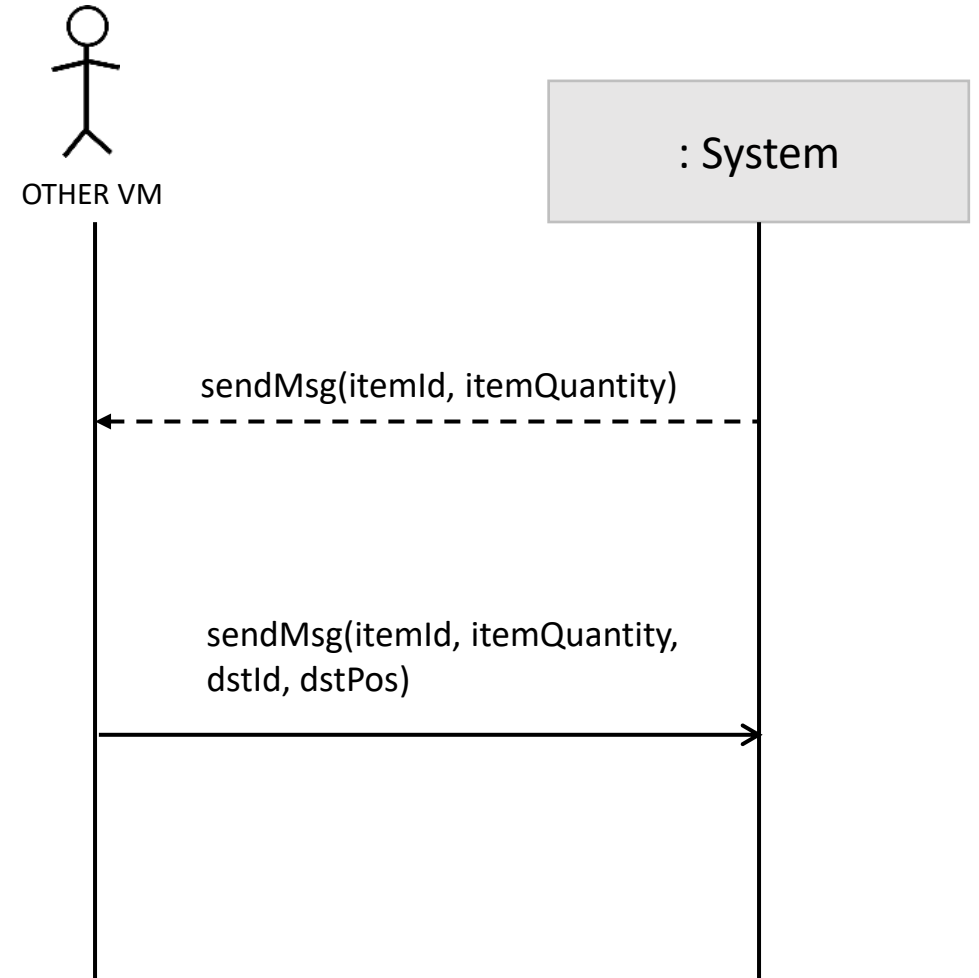 OTHER VM
: System
sendMsg(itemId, itemQuantity)
sendMsg(itemId, itemQuantity,
dstId, dstPos)